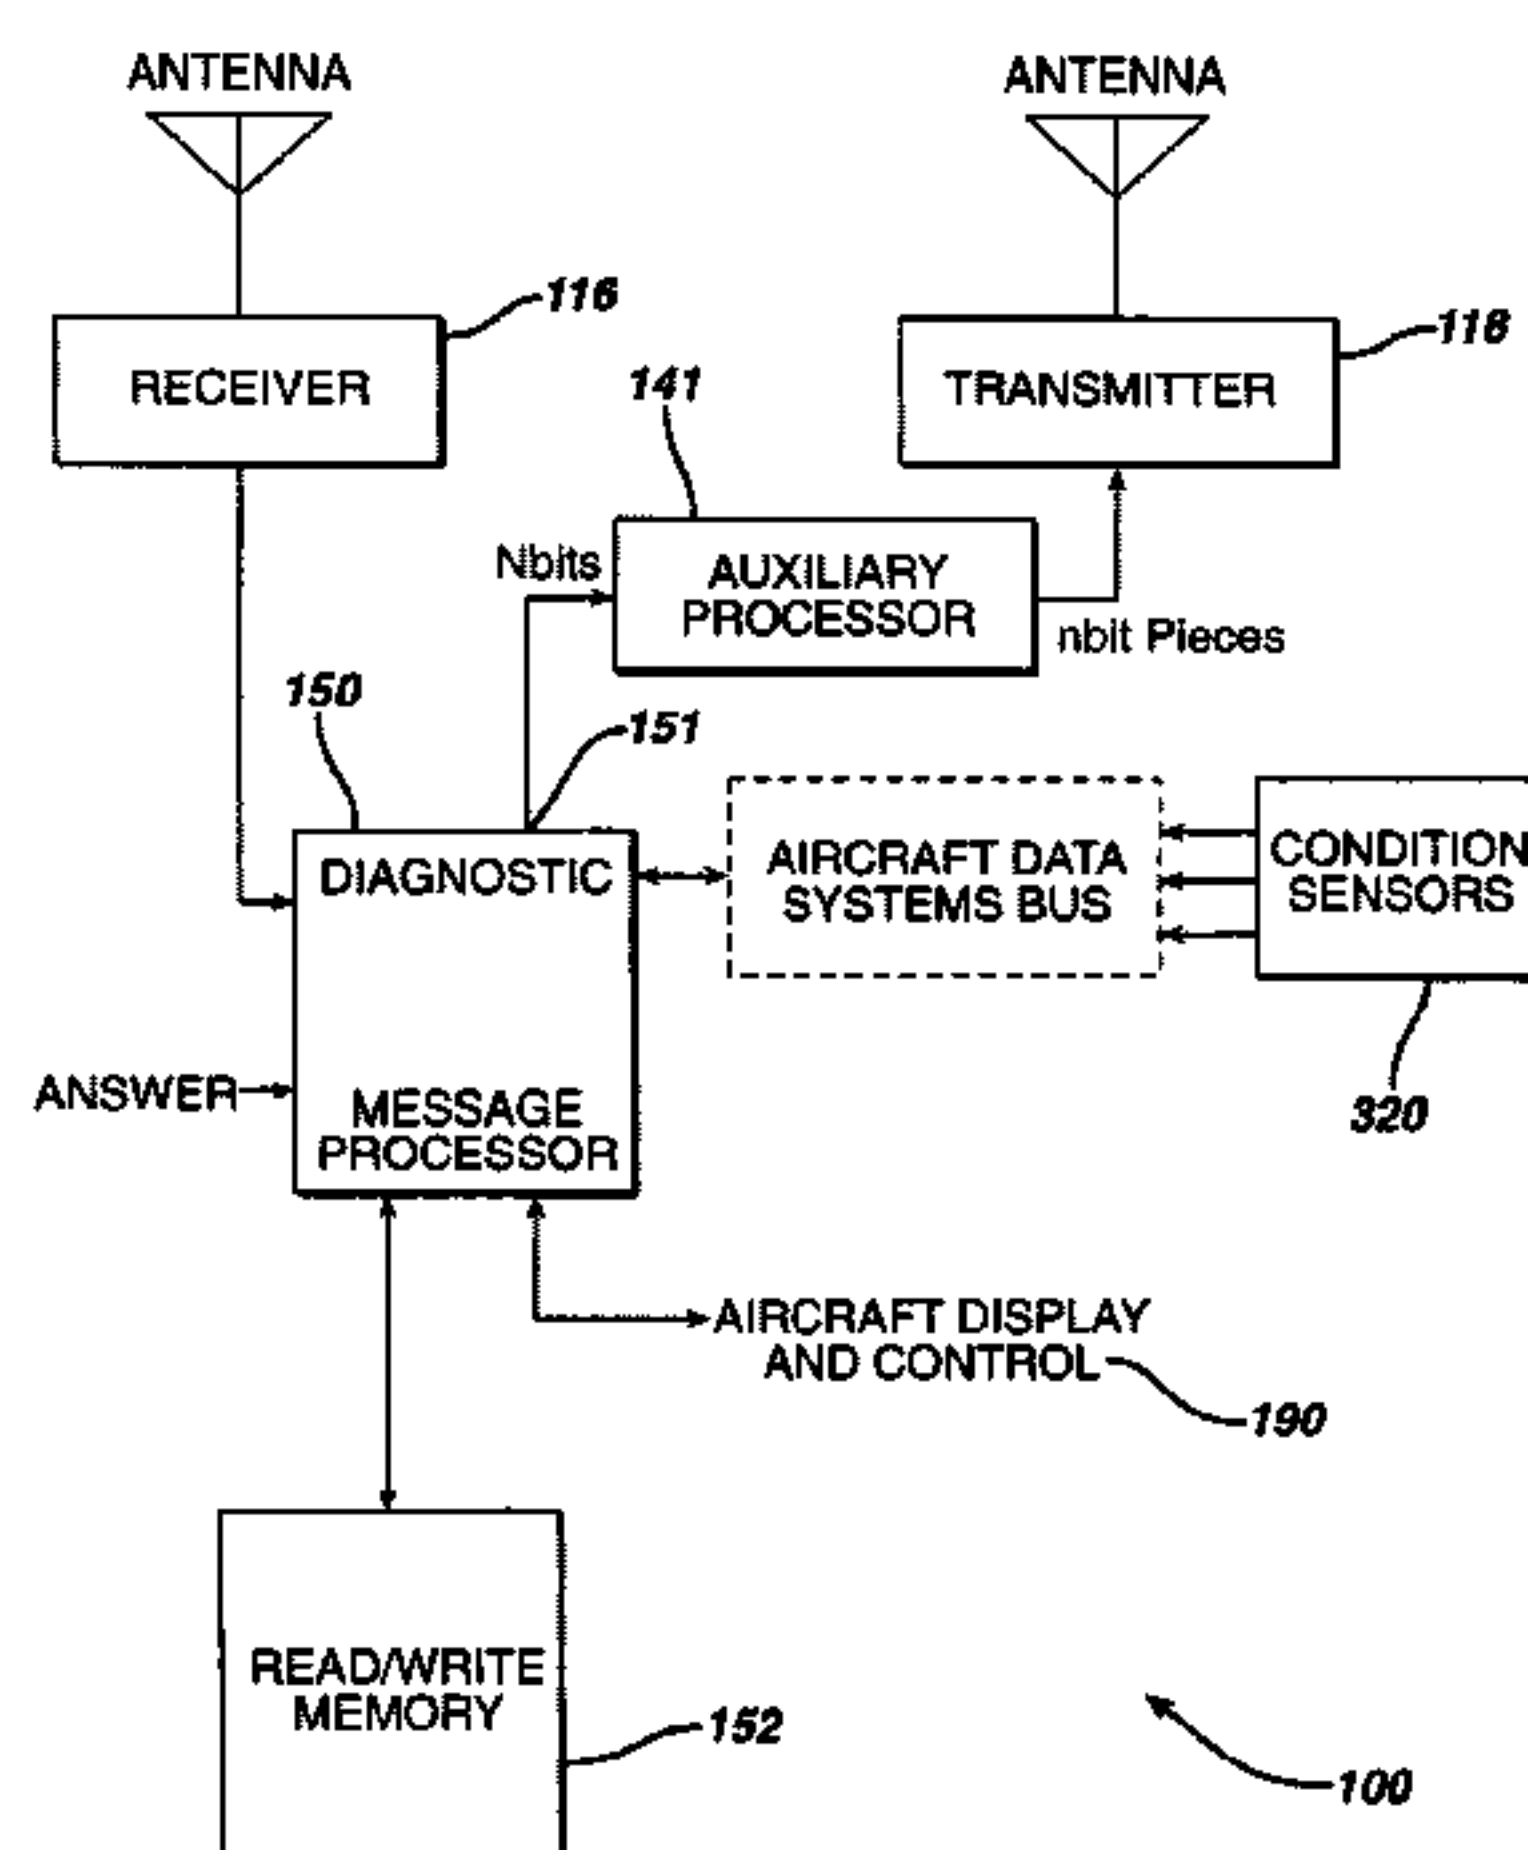 ANTENNA
ANTENNA
116
118
RECEIVER
TRANSMITTER
141
Nbits
AUXILIARY
PROCESSOR
nbit Pieces
150
151
DIAGNOSTIC
AIRCRAFT DATA
SYSTEMS BUS
CONDITION
SENSORS
ANSWER
MESSAGE
PROCESSOR
320
AIRCRAFT DISPLAY
AND CONTROL
190
READ/WRITE
MEMORY
152
100